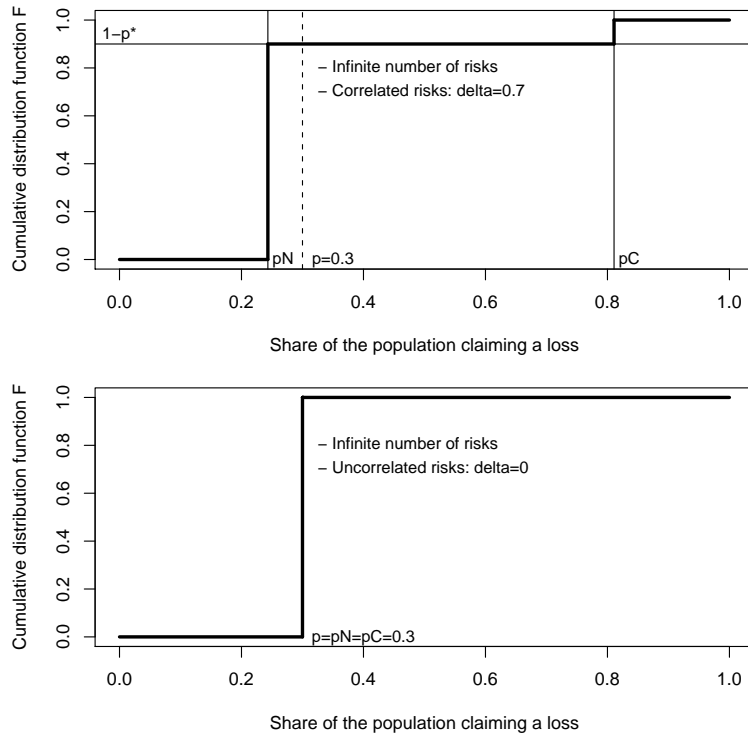 Cumulative distribution function F
0.0 0.2 0.4 0.6 0.8 1.0
1−p*
− Infinite number of risks
− Correlated risks: delta=0.7
pN
p=0.3
pC
0.0 0.2 0.4 0.6 0.8 1.0
Share of the population claiming a loss
Cumulative distribution function F
0.0 0.2 0.4 0.6 0.8 1.0
− Infinite number of risks
− Uncorrelated risks: delta=0
p=pN=pC=0.3
0.0 0.2 0.4 0.6 0.8 1.0
Share of the population claiming a loss